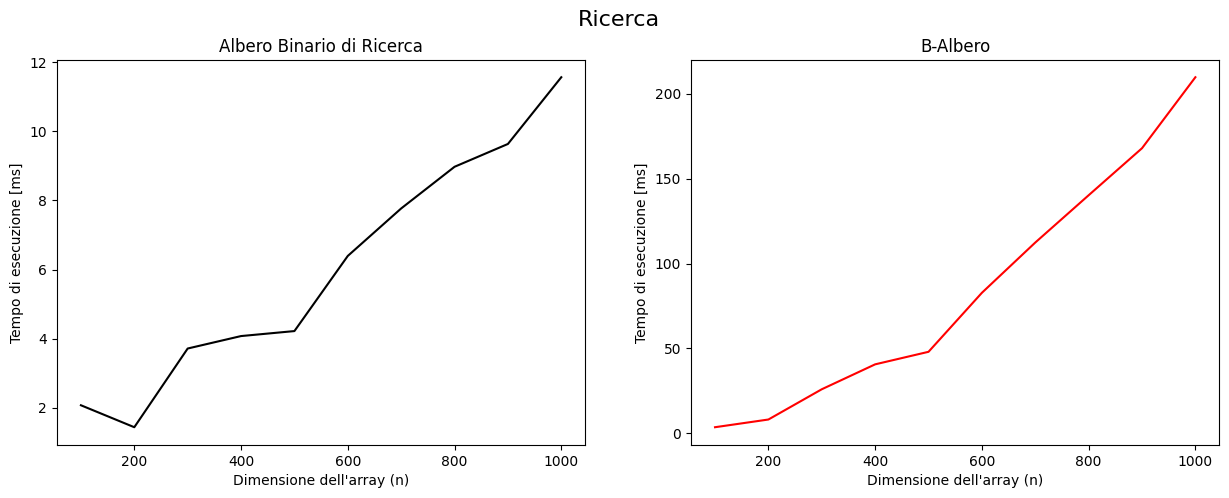 Ricerca
Albero Binario di Ricerca
12
10
8
6
4
2
Tempo di esecuzione [ms]
200 400 600 800 1000
Dimensione dell'array (n)
B-Albero
200
150
100
50
0
Tempo di esecuzione [ms]
200 400 600 800 1000
Dimensione dell'array (n)